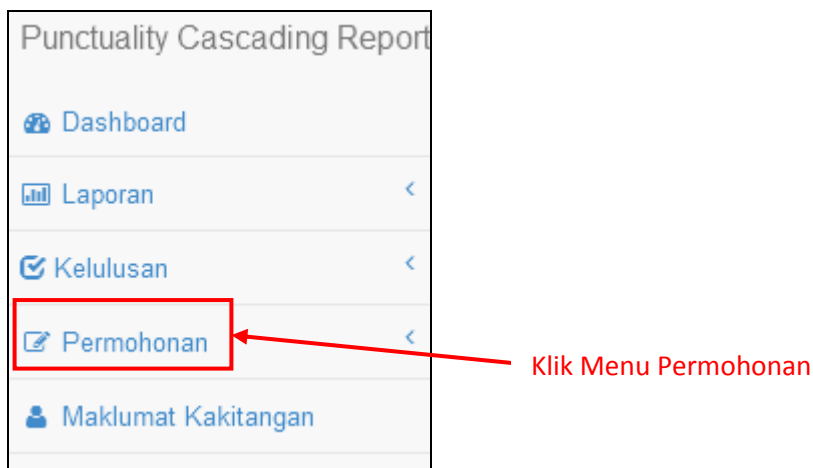 Punctuality Cascading Report
Dashboard
Laporan
Kelulusan
Permohonan
Klik Menu Permohonan
Maklumat Kakitangan